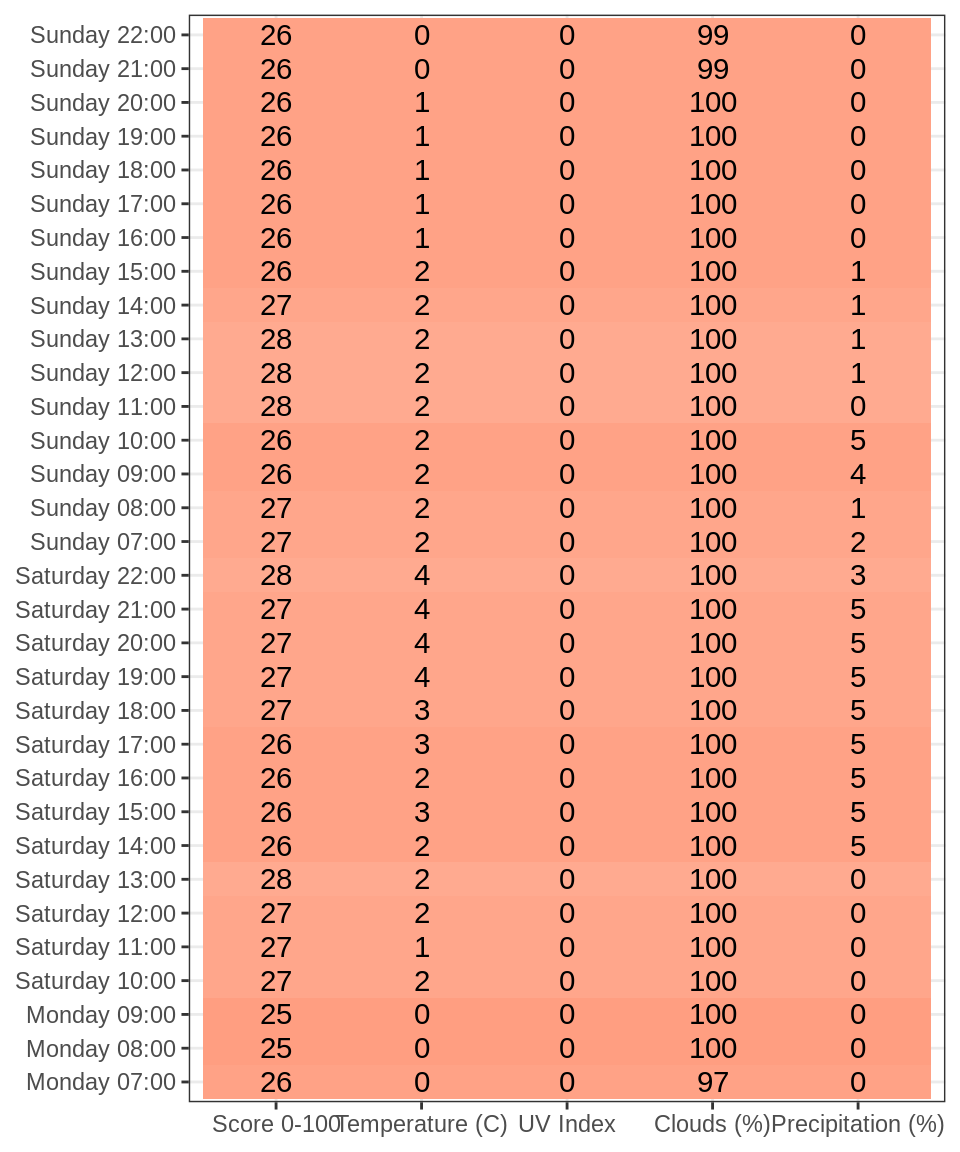 Sunday 22:00 26 0 0 99 0
Sunday 21:00 26 0 0 99 0
Sunday 20:00 26 1 0 100 0
Sunday 19:00 26 1 0 100 0
Sunday 18:00 26 1 0 100 0
Sunday 17:00 26 1 0 100 0
Sunday 16:00 26 1 0 100 0
Sunday 15:00 26 2 0 100 1
Sunday 14:00 27 2 0 100 1
Sunday 13:00 28 2 0 100 1
Sunday 12:00 28 2 0 100 1
Sunday 11:00 28 2 0 100 0
Sunday 10:00 26 2 0 100 5
Sunday 09:00 26 2 0 100 4
Sunday 08:00 27 2 0 100 1
Sunday 07:00 27 2 0 100 2
Saturday 22:00 28 4 0 100 3
Saturday 21:00 27 4 0 100 5
Saturday 20:00 27 4 0 100 5
Saturday 19:00 27 4 0 100 5
Saturday 18:00 27 3 0 100 5
Saturday 17:00 26 3 0 100 5
Saturday 16:00 26 2 0 100 5
Saturday 15:00 26 3 0 100 5
Saturday 14:00 26 2 0 100 5
Saturday 13:00 28 2 0 100 0
Saturday 12:00 27 2 0 100 0
Saturday 11:00 27 1 0 100 0
Saturday 10:00 27 2 0 100 0
Monday 09:00 25 0 0 100 0
Monday 08:00 25 0 0 100 0
Monday 07:00 26 0 0 97 0
Score 0-100 Temperature (C) UV Index Clouds (%) Precipitation (%)